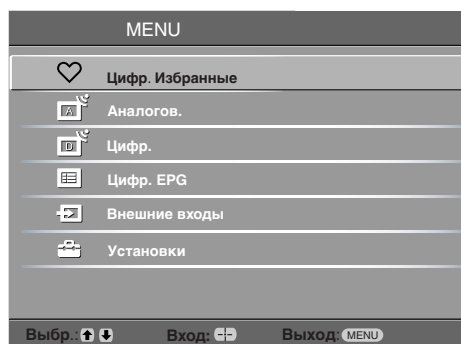 MENU
Цифр. Избранные
A Аналогов.
D Цифр.
Цифр. EPG
Внешние входы
Установки
Выбр.: Вход: Выход: MENU